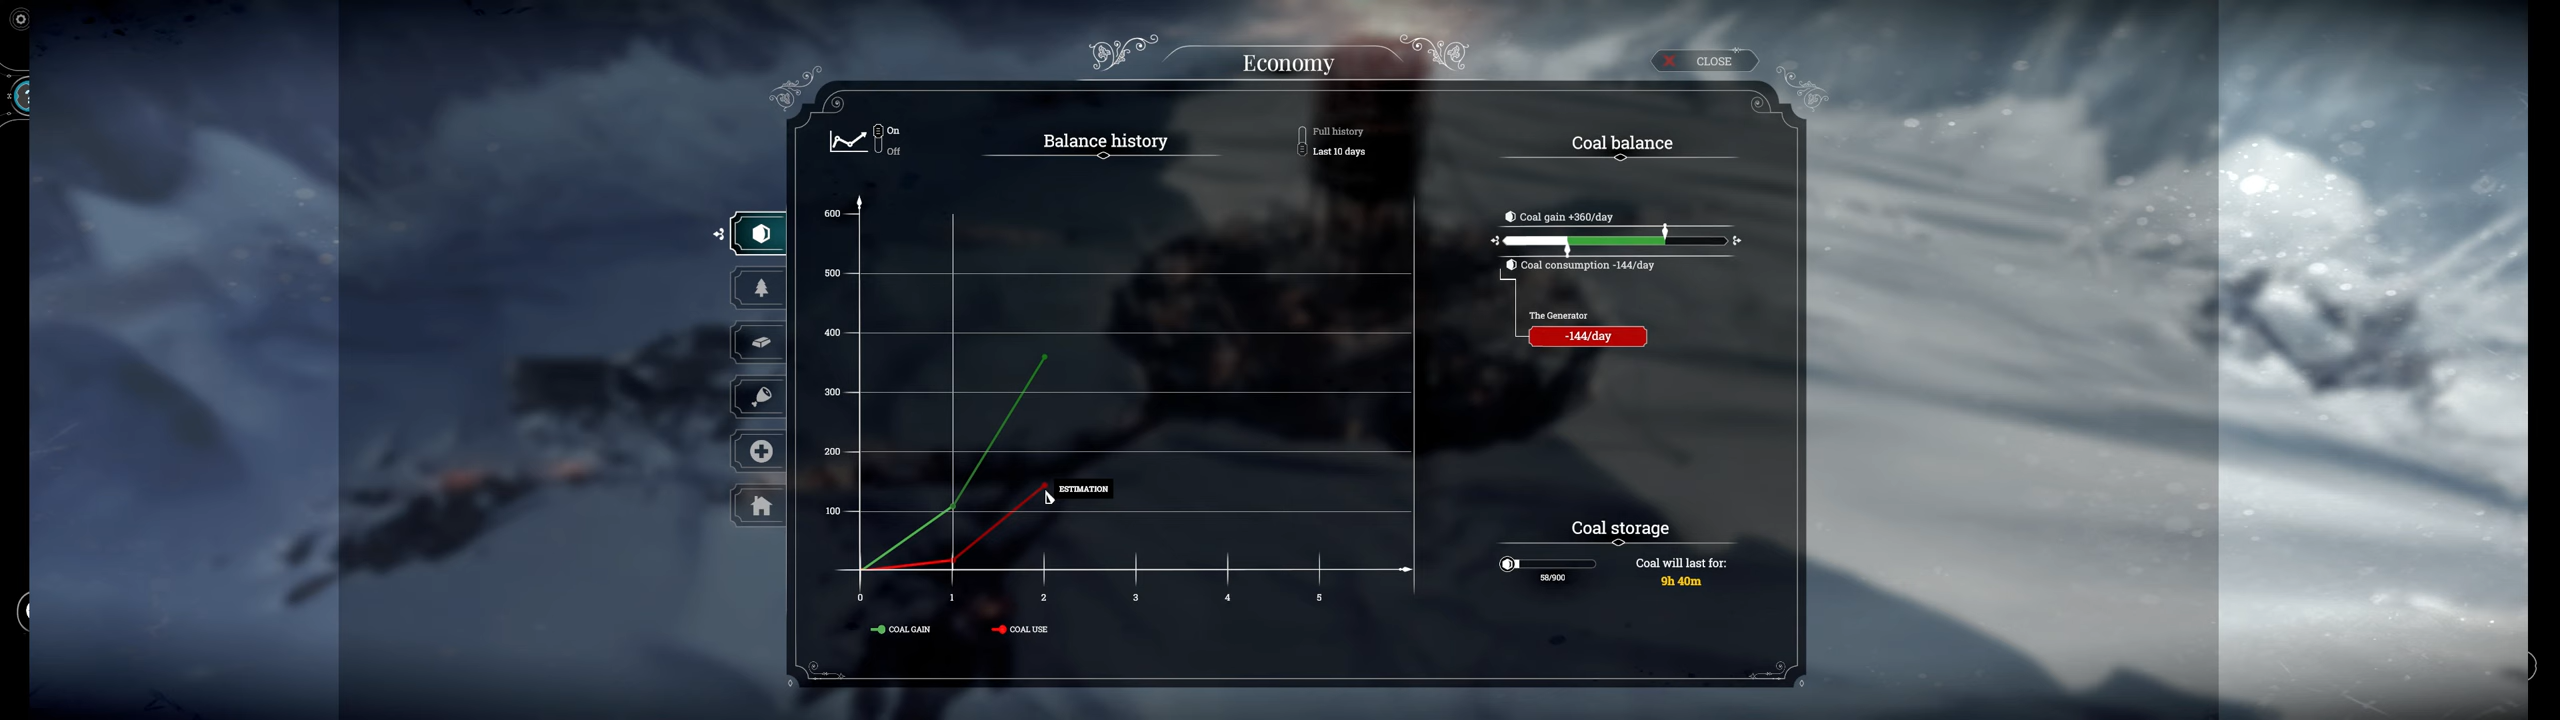 Economy
CLOSE
On
Off
Balance history
Full history
Last 10 days
Coal balance
600
500
400
300
200
100
Coal gain +360/day
Coal consumption -144/day
The Generator
-144/day
ESTIMATION
0
1
2
3
4
5
COAL GAIN
COAL USE
Coal storage
58/900
Coal will last for:
9h 40m